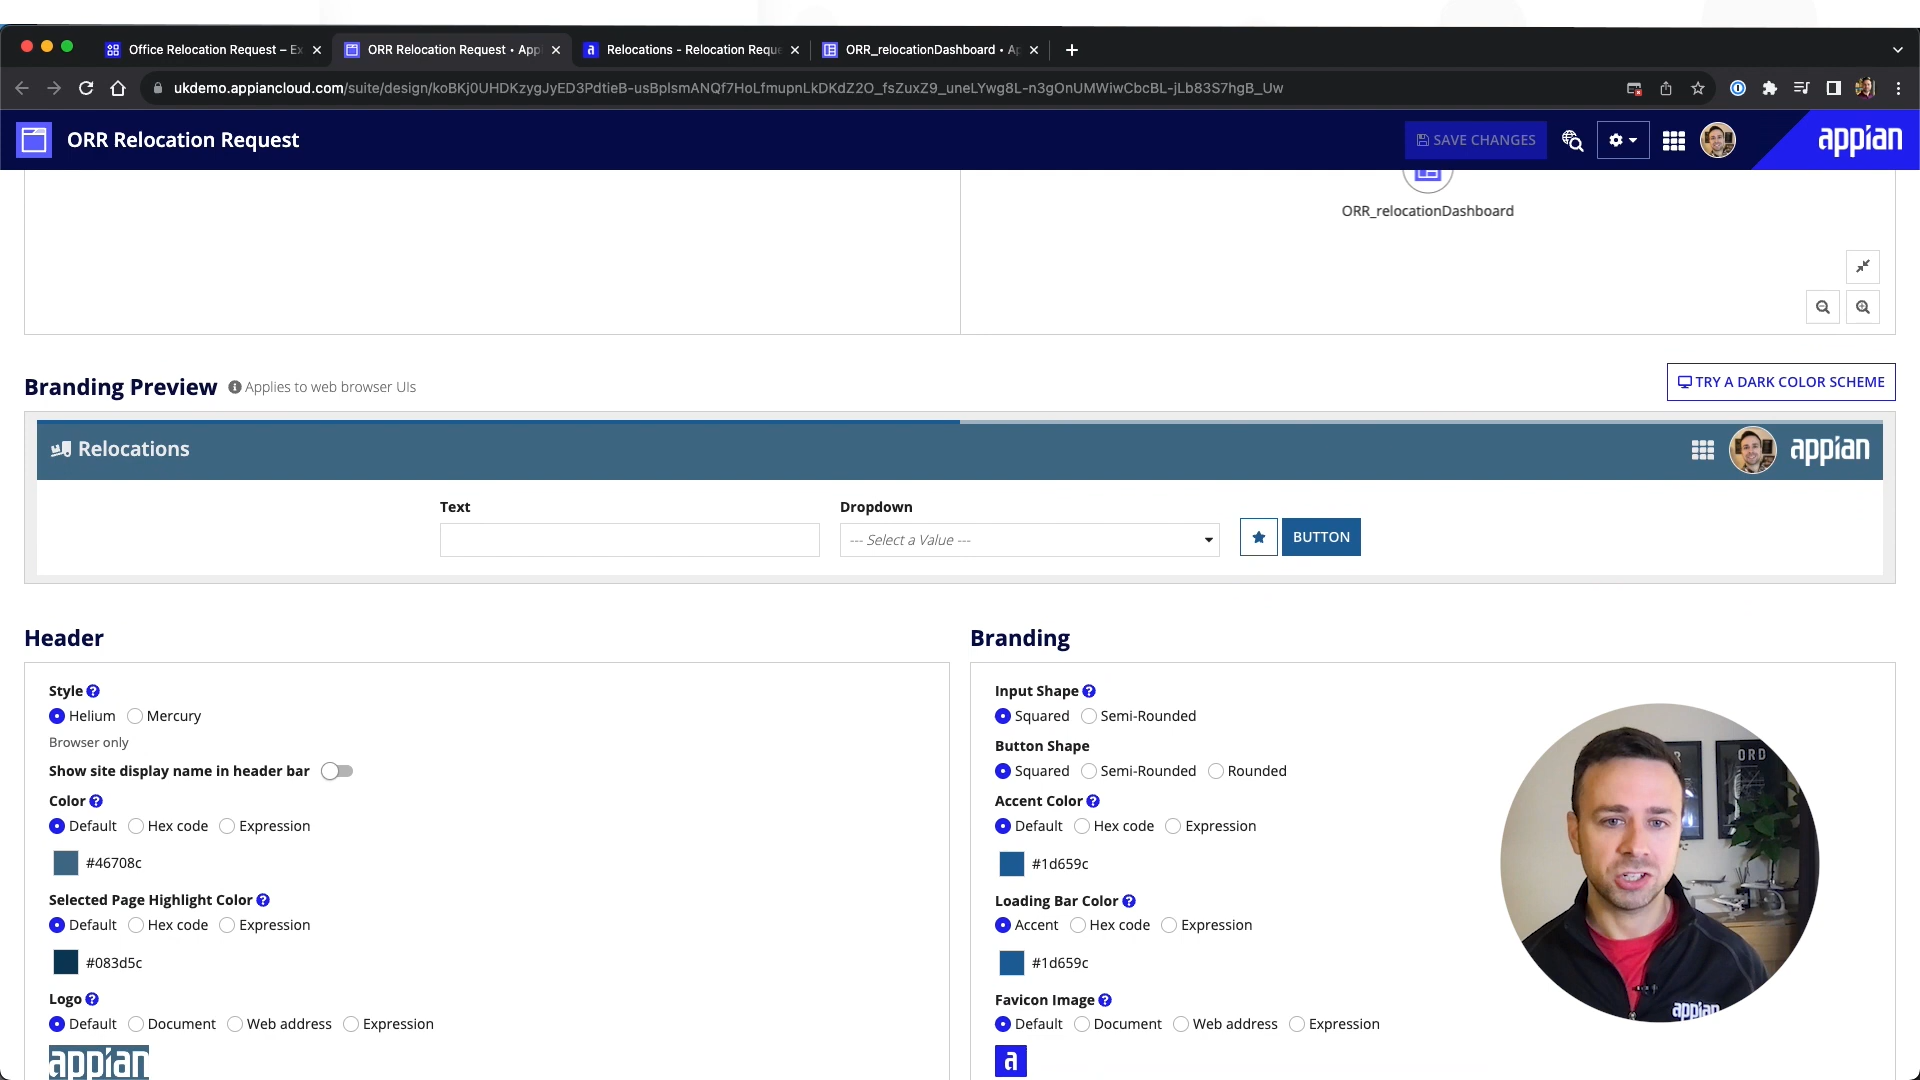 Office Relocation Request – Ex
ORR Relocation Request • Appi
Relocations - Relocation Reque
ORR_relocationDashboard • Ap
ukdemo.appiancloud.com/suite/design/koBKj0UHDKzygJyED3PdtieB-usBplsmANQf7HoLfmupnLkDKdZ2O_fsZuxZ9_uneLYwg8L-n3gOnUMWiwCbcBL-jLb83S7hgB_Uw
ORR Relocation Request
SAVE CHANGES
appian
ORR_relocationDashboard
Branding Preview
Applies to web browser UIs
TRY A DARK COLOR SCHEME
Relocations
appian
Text
Dropdown
--- Select a Value ---
BUTTON
Header
Style
Helium
Mercury
Browser only
Show site display name in header bar
Color
Default
Hex code
Expression
#46708c
Selected Page Highlight Color
Default
Hex code
Expression
#083d5c
Logo
Default
Document
Web address
Expression
appian
Branding
Input Shape
Squared
Semi-Rounded
Button Shape
Squared
Semi-Rounded
Rounded
Accent Color
Default
Hex code
Expression
#1d659c
Loading Bar Color
Accent
Hex code
Expression
#1d659c
Favicon Image
Default
Document
Web address
Expression
a
ORD
appian